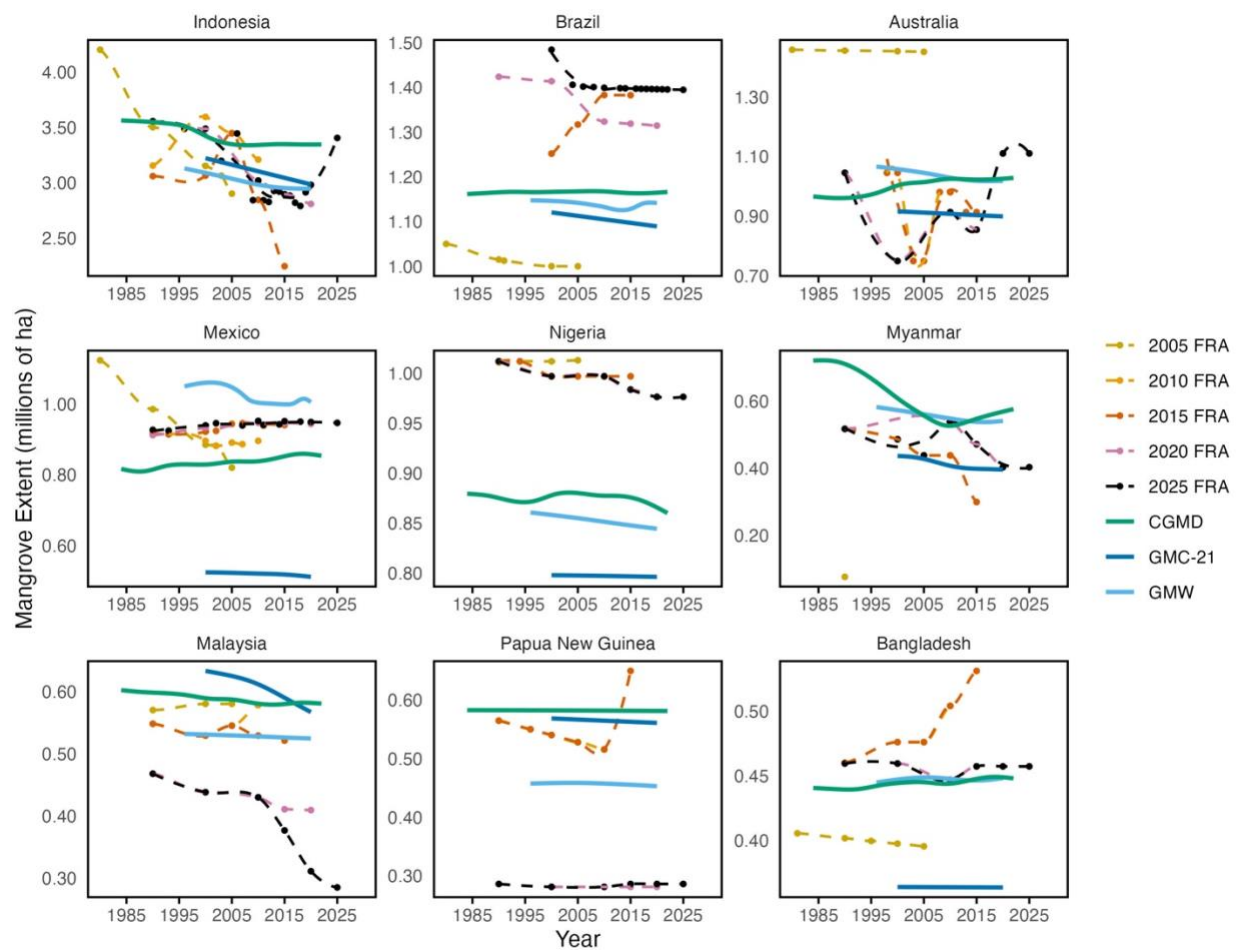 Indonesia
Brazil
Australia
4.00
3.50
3.00
2.50
1.50
1.40
1.30
1.20
1.10
1.00
1.30
1.10
0.90
0.70
1985 1995 2005 2015 2025
1985 1995 2005 2015 2025
1985 1995 2005 2015 2025
Mexico
Nigeria
Myanmar
Mangrove Extent (millions of ha)
1.00
0.80
0.60
1.00
0.95
0.90
0.85
0.80
0.60
0.40
0.20
1985 1995 2005 2015 2025
1985 1995 2005 2015 2025
1985 1995 2005 2015 2025
2005 FRA
2010 FRA
2015 FRA
2020 FRA
2025 FRA
CGMD
GMC-21
GMW
Malaysia
Papua New Guinea
Bangladesh
0.60
0.50
0.40
0.30
0.60
0.50
0.40
0.30
0.50
0.45
0.40
1985 1995 2005 2015 2025
1985 1995 2005 2015 2025
1985 1995 2005 2015 2025
Year